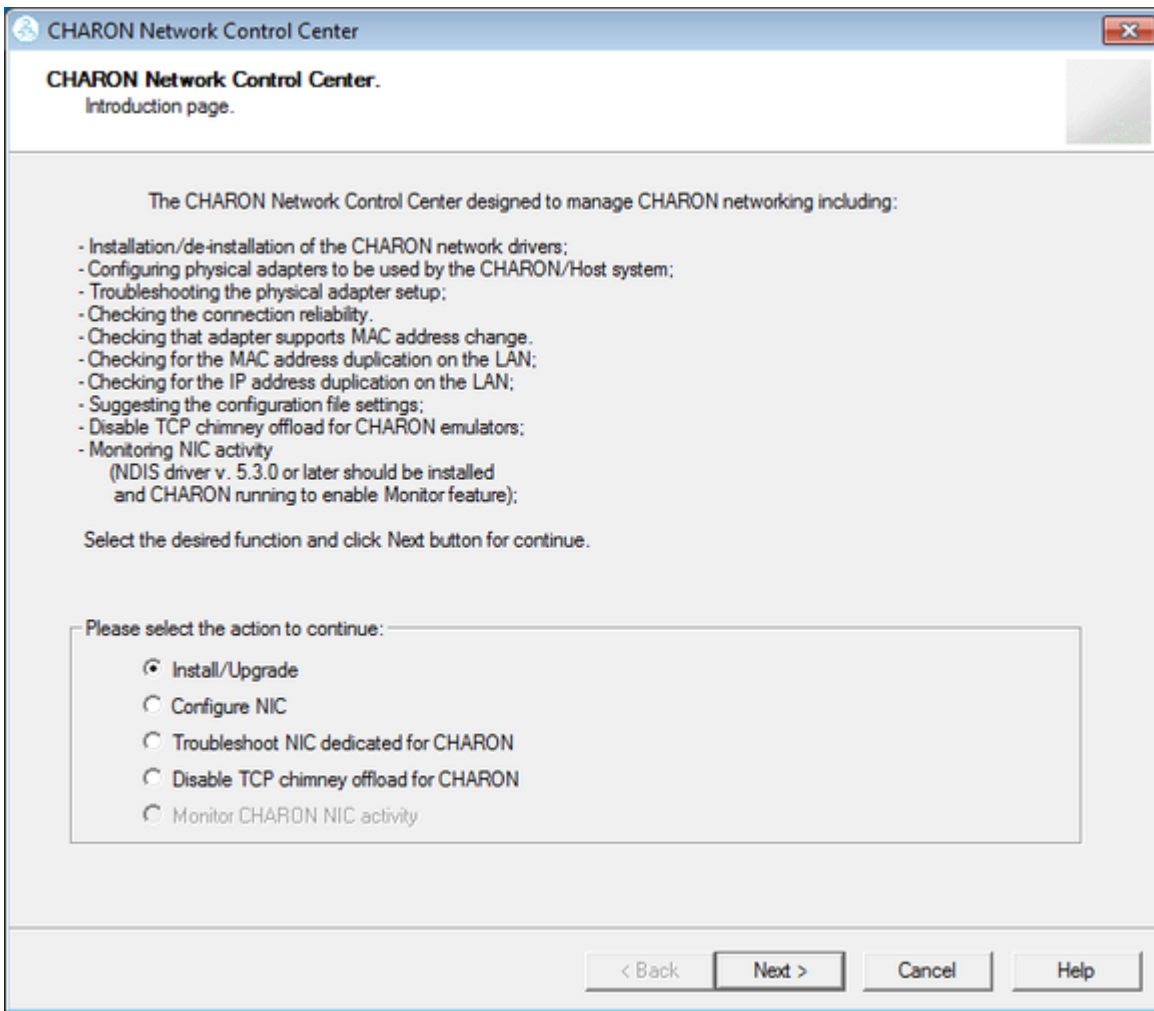 CHARON Network Control Center
CHARON Network Control Center.
Introduction page.
The CHARON Network Control Center designed to manage CHARON networking including:
- Installation/de-installation of the CHARON network drivers;
- Configuring physical adapters to be used by the CHARON/Host system;
- Troubleshooting the physical adapter setup;
- Checking the connection reliability.
- Checking that adapter supports MAC address change.
- Checking for the MAC address duplication on the LAN;
- Checking for the IP address duplication on the LAN;
- Suggesting the configuration file settings;
- Disable TCP chimney offload for CHARON emulators;
- Monitoring NIC activity
(NDIS driver v. 5.3.0 or later should be installed
and CHARON running to enable Monitor feature);
Select the desired function and click Next button for continue.
Please select the action to continue:
Install/Upgrade
Configure NIC
Troubleshoot NIC dedicated for CHARON
Disable TCP chimney offload for CHARON
Monitor CHARON NIC activity
< Back Next > Cancel Help